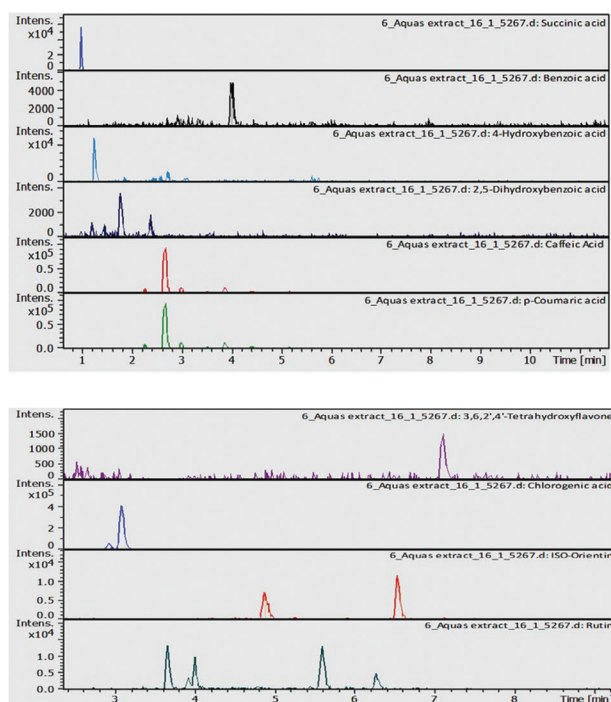 Intens. x10⁴ 6_Aquas extract_16_1_5267.d: Succinic acid
2
0
Intens. 6_Aquas extract_16_1_5267.d: Benzoic acid
4000
2000
0
Intens. x10⁴ 6_Aquas extract_16_1_5267.d: 4-Hydroxybenzoic acid
1
0
Intens. 6_Aquas extract_16_1_5267.d: 2,5-Dihydroxybenzoic acid
2000
0
Intens. x10⁵ 6_Aquas extract_16_1_5267.d: Caffeic Acid
0.5
0.0
Intens. x10⁵ 6_Aquas extract_16_1_5267.d: p-Coumaric acid
0.5
0.0
1 2 3 4 5 6 7 8 9 10 Time [min]
Intens. 6_Aquas extract_16_1_5267.d: 3,6,2',4'-Tetrahydroxyflavone
1500
1000
500
0
Intens. x10⁵ 6_Aquas extract_16_1_5267.d: Chlorogenic acid
4
2
0
Intens. x10⁴ 6_Aquas extract_16_1_5267.d: ISO-Orientin
1.0
0.5
0.0
Intens. x10⁴ 6_Aquas extract_16_1_5267.d: Rutin
1.0
0.5
0.0
3 4 5 6 7 8